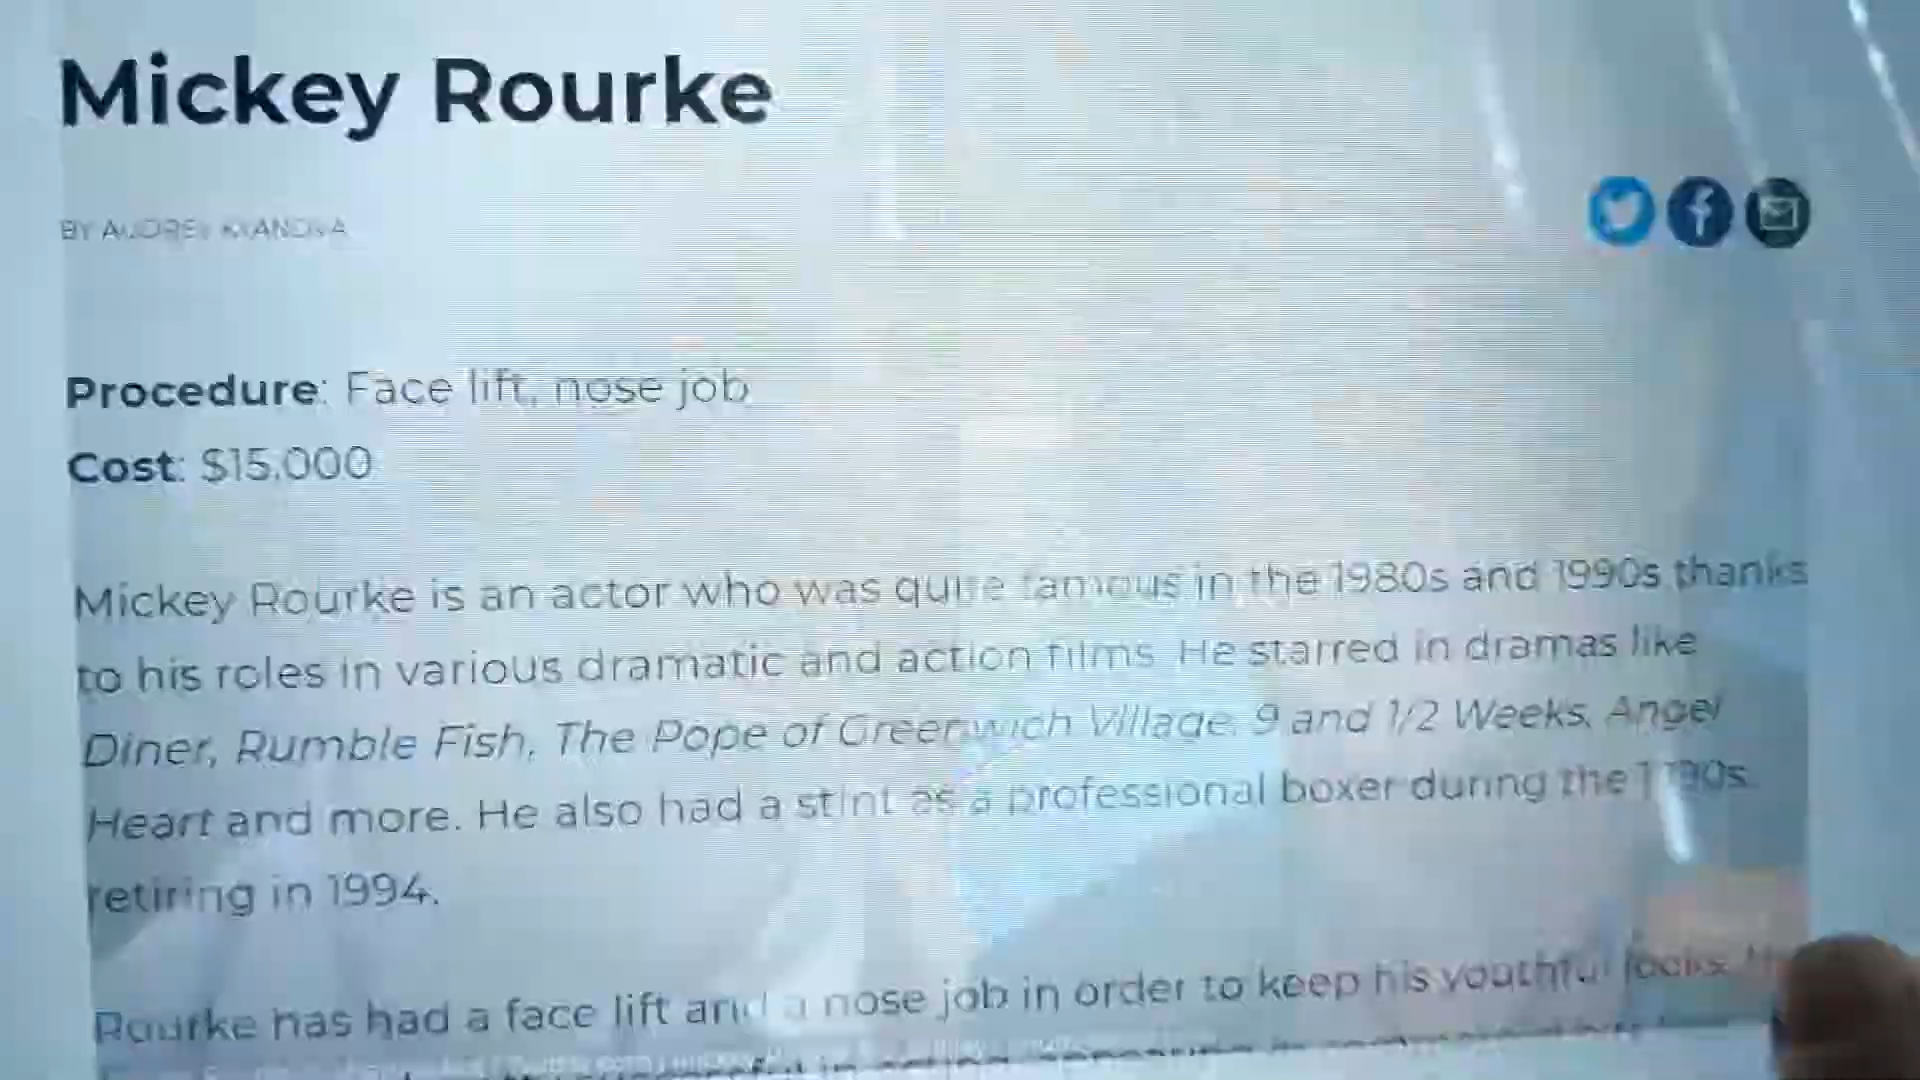 Mickey Rourke
BY AUDREY
Procedure: Face lift, nose job
Cost: $15,000
Mickey Rourke is an actor who was quite famous in the 1980s and 1990s thanks
to his roles in various dramatic and action films. He starred in dramas like
Diner, Rumble Fish, The Pope of Greenwich Village, 9 and 1/2 Weeks, Angel
Heart and more. He also had a stint as a professional boxer during the 1990s.
retiring in 1994.
Rourke has had a face lift and a nose job in order to keep his youthful looks.